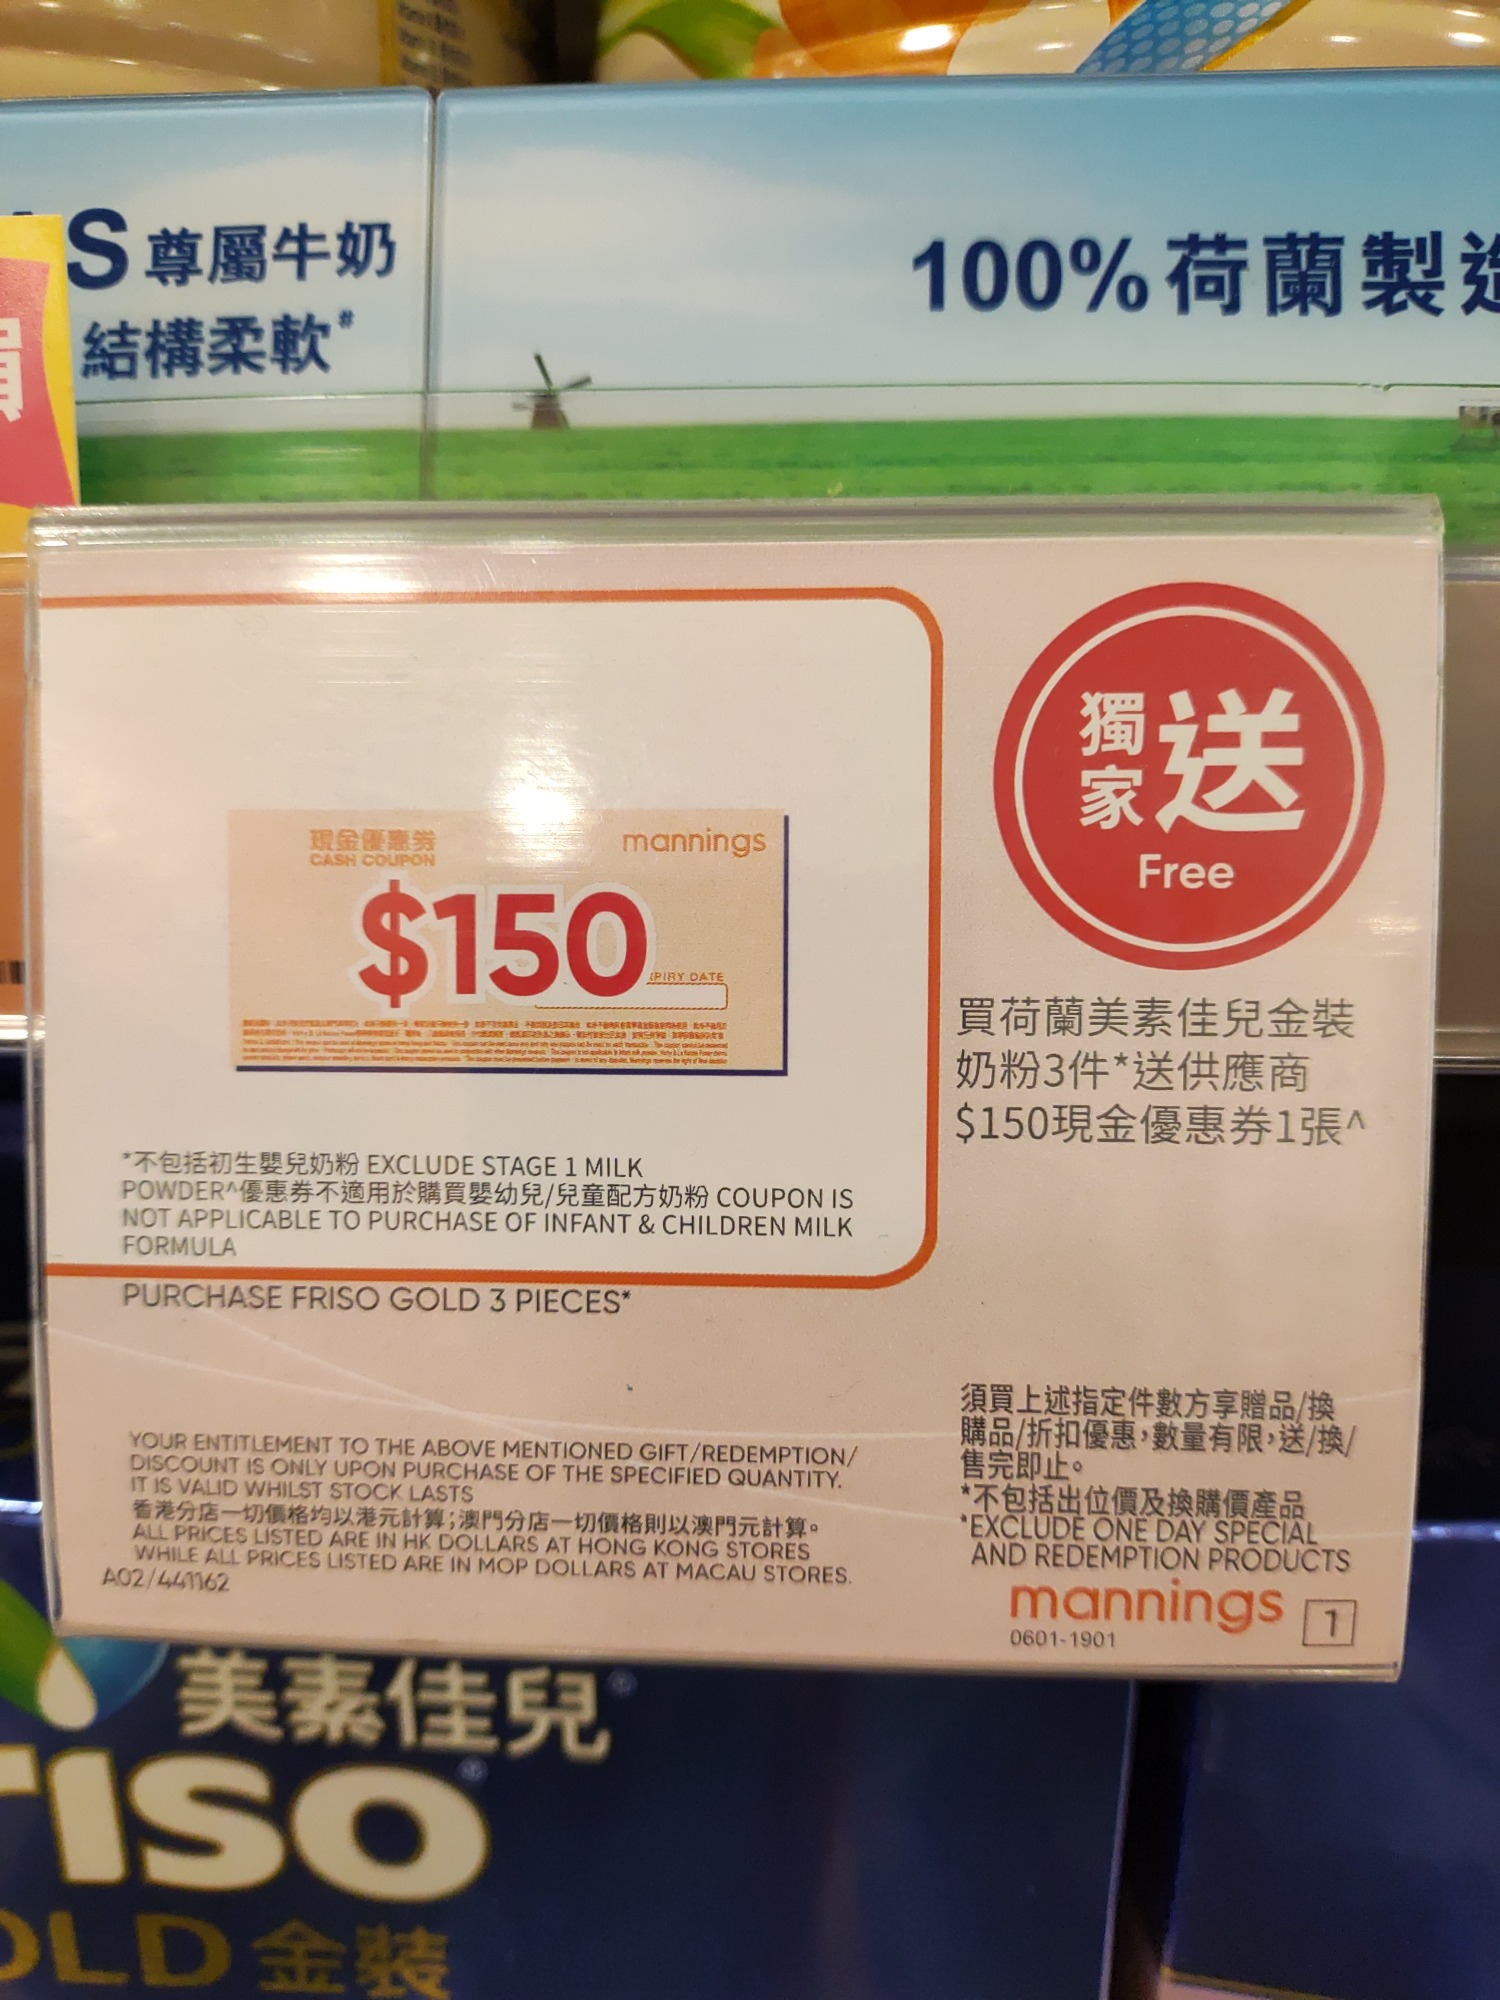 S 尊屬牛奶
結構柔軟#
100%荷蘭製造
現金優惠券
CASH COUPON
mannings
$150
PIRY DATE
獨家送
Free
買荷蘭美素佳兒金裝
奶粉3件*送供應商
$150現金優惠券1張^
*不包括初生嬰兒奶粉 EXCLUDE STAGE 1 MILK
POWDER^優惠券不適用於購買嬰幼兒/兒童配方奶粉 COUPON IS
NOT APPLICABLE TO PURCHASE OF INFANT & CHILDREN MILK
FORMULA
PURCHASE FRISO GOLD 3 PIECES*
YOUR ENTITLEMENT TO THE ABOVE MENTIONED GIFT/REDEMPTION/
DISCOUNT IS ONLY UPON PURCHASE OF THE SPECIFIED QUANTITY.
IT IS VALID WHILST STOCK LASTS
香港分店一切價格均以港元計算;澳門分店一切價格則以澳門元計算。
ALL PRICES LISTED ARE IN HK DOLLARS AT HONG KONG STORES
WHILE ALL PRICES LISTED ARE IN MOP DOLLARS AT MACAU STORES.
A02/441162
須買上述指定件數方享贈品/換
購品/折扣優惠,數量有限,送/換/
售完即止。
*不包括出位價及換購價產品
*EXCLUDE ONE DAY SPECIAL
AND REDEMPTION PRODUCTS
mannings 1
0601-1901
美素佳兒®
ISO®
OLD 金裝